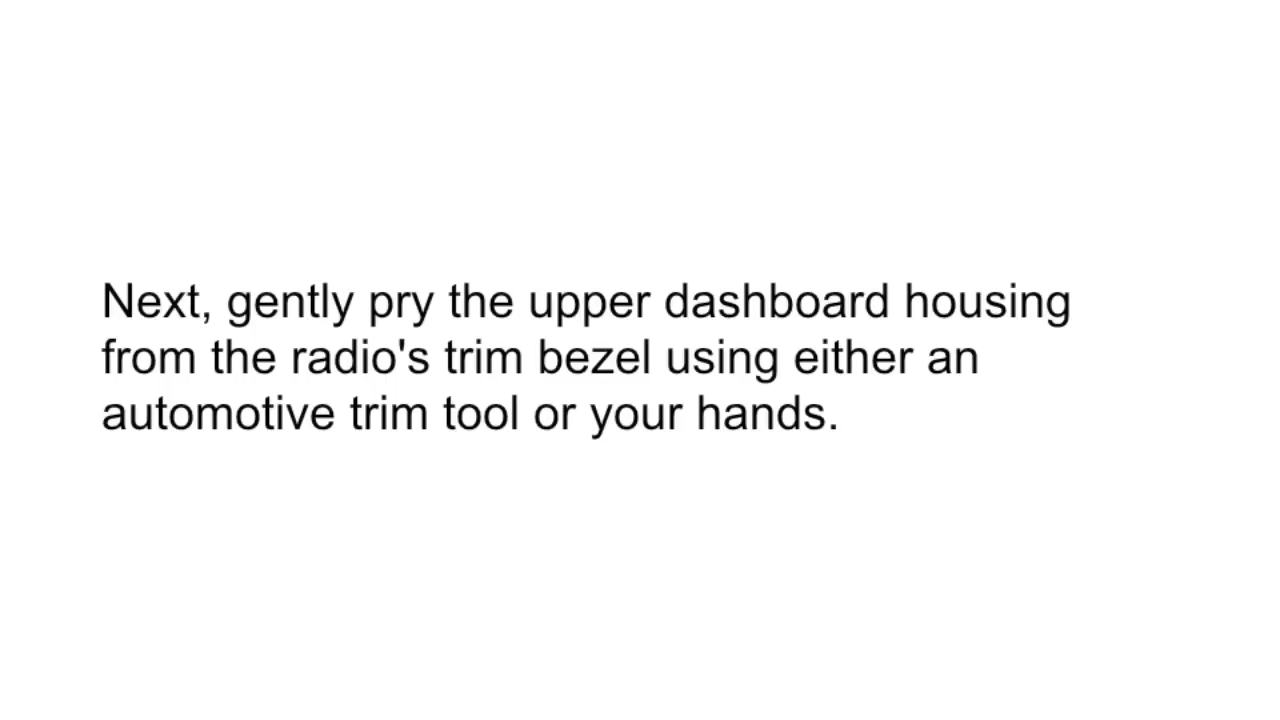 Next, gently pry the upper dashboard housing
from the radio's trim bezel using either an
automotive trim tool or your hands.